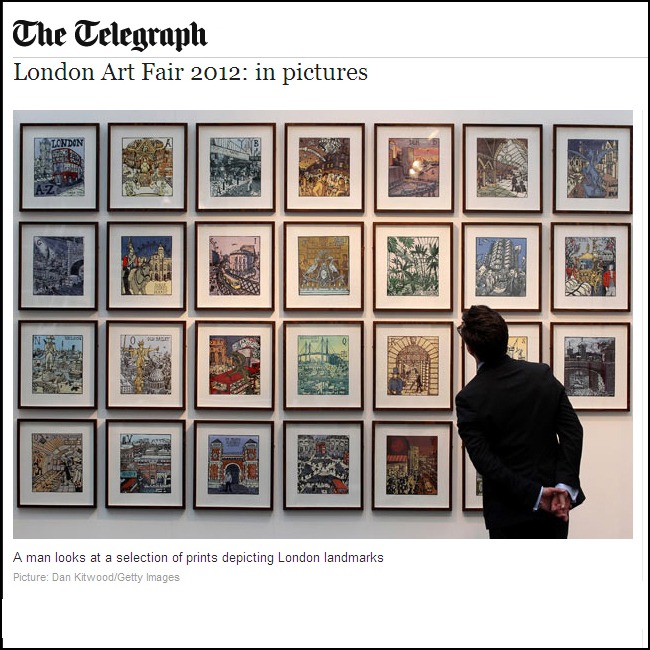 The Telegraph
London Art Fair 2012: in pictures
LONDON
A-Z
A
B
A man looks at a selection of prints depicting London landmarks
Picture: Dan Kitwood/Getty Images